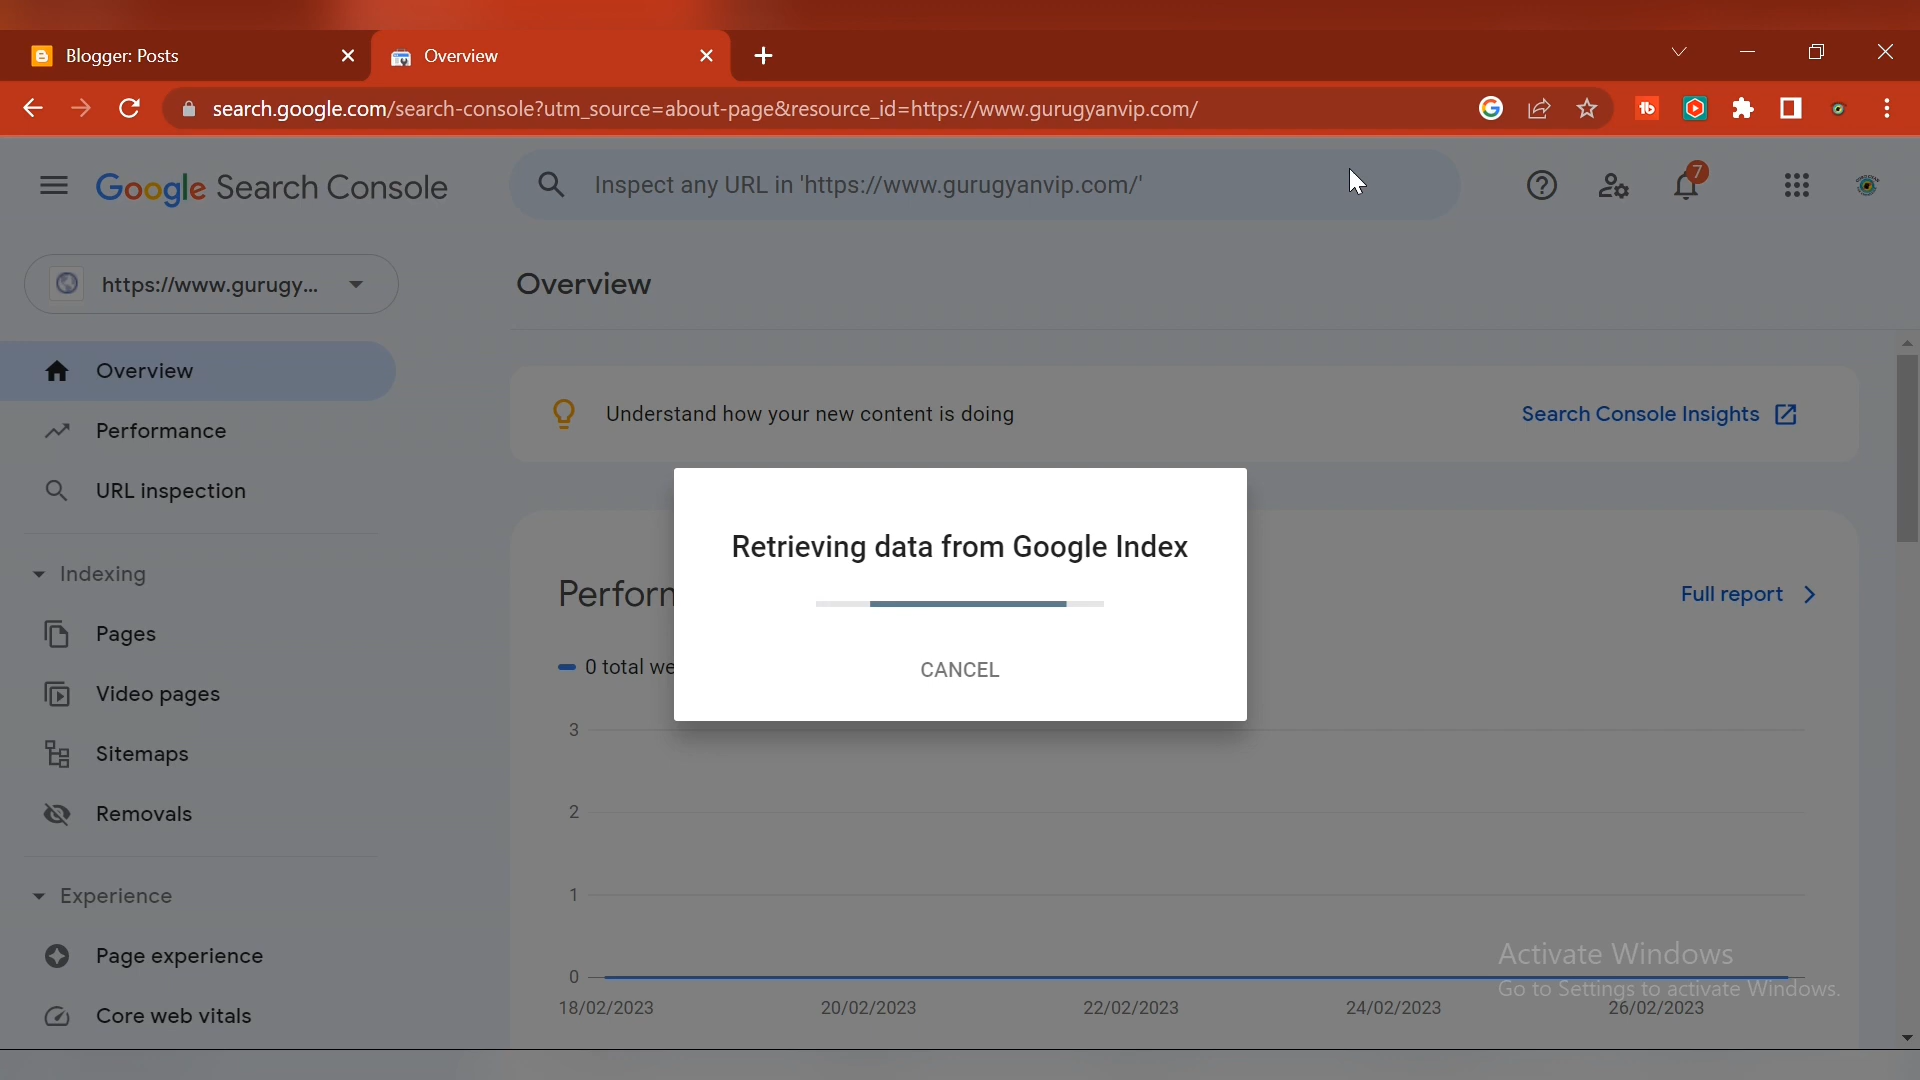 Blogger: Posts
Overview
search.google.com/search-console?utm_source=about-page&resource_id=https://www.gurugyanvip.com/
Google Search Console
Inspect any URL in 'https://www.gurugyanvip.com/'
7
https://www.gurugy...
Overview
Overview
Understand how your new content is doing
Search Console Insights
Performance
URL inspection
Retrieving data from Google Index
CANCEL
Indexing
Pages
Video pages
Sitemaps
Removals
Experience
Page experience
Core web vitals
Perforn
Full report
0 total we
3
2
1
0
18/02/2023
20/02/2023
22/02/2023
24/02/2023
26/02/2023
Activate Windows
Go to Settings to activate Windows.